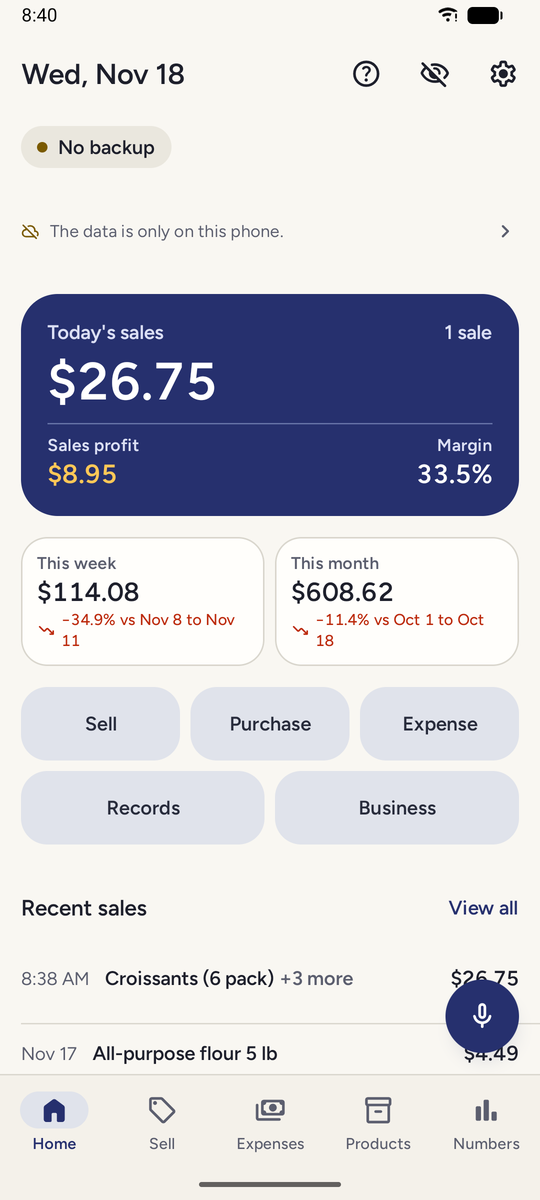 8:40
Wed, Nov 18
No backup
The data is only on this phone.
Today's sales
1 sale
$26.75
Sales profit
Margin
$8.95
33.5%
This week
$114.08
−34.9% vs Nov 8 to Nov
11
This month
$608.62
−11.4% vs Oct 1 to Oct
18
Sell
Purchase
Expense
Records
Business
Recent sales
View all
8:38 AM Croissants (6 pack) +3 more $26.75
Nov 17 All-purpose flour 5 lb $4.49
Home
Sell
Expenses
Products
Numbers